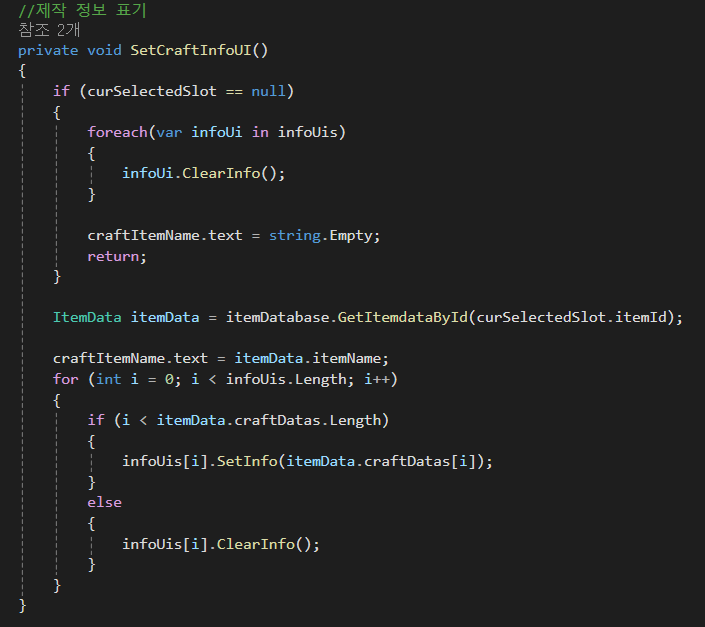 //제작 정보 표기
참조 2개
private void SetCraftInfoUI()
{
    if (curSelectedSlot == null)
    {
        foreach(var infoUi in infoUis)
        {
            infoUi.ClearInfo();
        }

        craftItemName.text = string.Empty;
        return;
    }

    ItemData itemData = itemDatabase.GetItemdataById(curSelectedSlot.itemId);

    craftItemName.text = itemData.itemName;
    for (int i = 0; i < infoUis.Length; i++)
    {
        if (i < itemData.craftDatas.Length)
        {
            infoUis[i].SetInfo(itemData.craftDatas[i]);
        }
        else
        {
            infoUis[i].ClearInfo();
        }
    }
}